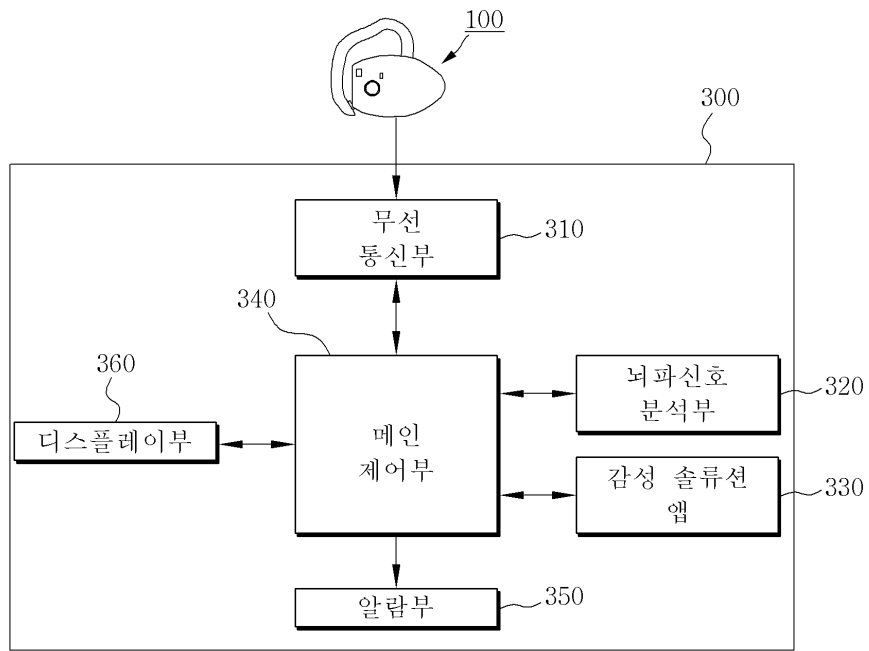 100
300
무선
통신부
310
340
360
메인
제어부
뇌파신호
분석부
320
디스플레이부
감성 솔류션
앱
330
알람부
350